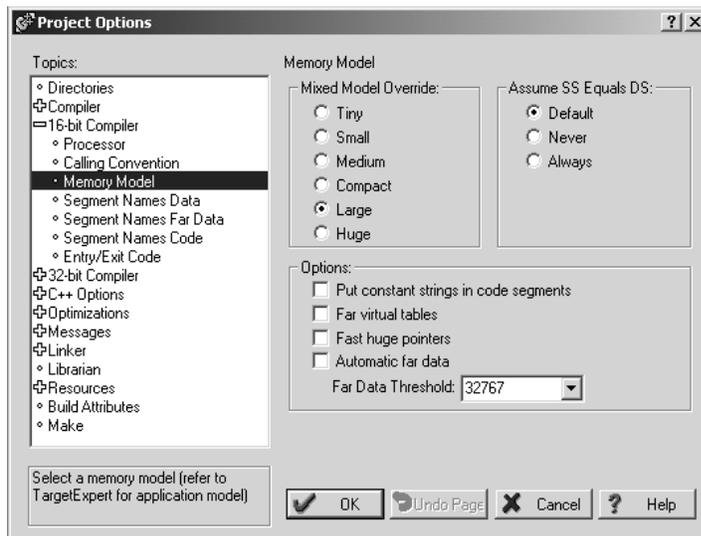 Project Options
Topics:
Directories
Compiler
16-bit Compiler
Processor
Calling Convention
Memory Model
Segment Names Data
Segment Names Far Data
Segment Names Code
Entry/Exit Code
32-bit Compiler
C++ Options
Optimizations
Messages
Linker
Librarian
Resources
Build Attributes
Make
Select a memory model (refer to
TargetExpert for application model)
Memory Model
Mixed Model Override:
Tiny
Small
Medium
Compact
Large
Huge
Assume SS Equals DS:
Default
Never
Always
Options:
Put constant strings in code segments
Far virtual tables
Fast huge pointers
Automatic far data
Far Data Threshold: 32767
OK
Undo Page
Cancel
? Help